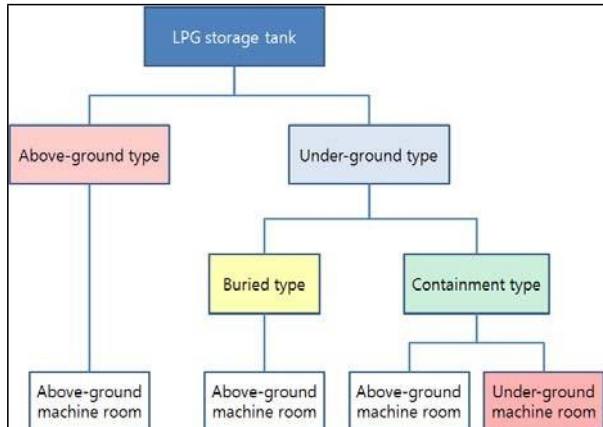 LPG storage tank
Above-ground type
Under-ground type
Buried type
Containment type
Above-ground
machine room
Above-ground
machine room
Above-ground
machine room
Under-ground
machine room